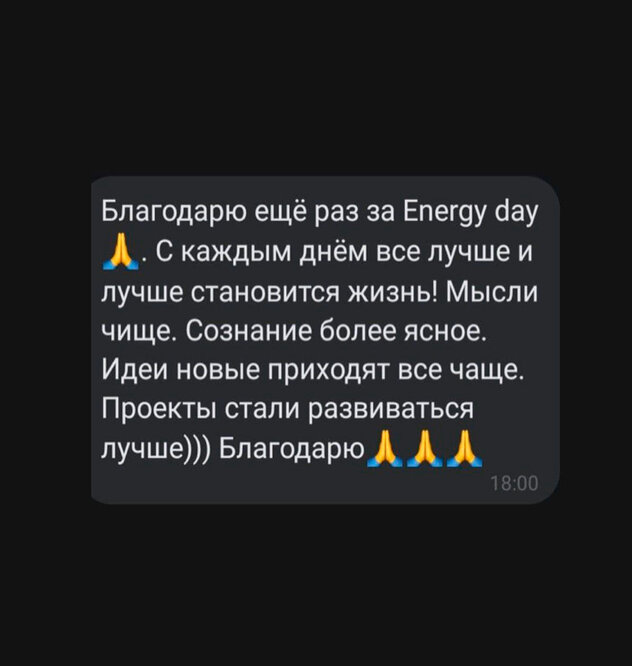 Благодарю ещё раз за Energy day
🙏. С каждым днём все лучше и
лучше становится жизнь! Мысли
чище. Сознание более ясное.
Идеи новые приходят все чаще.
Проекты стали развиваться
лучше))) Благодарю🙏🙏🙏
18:00